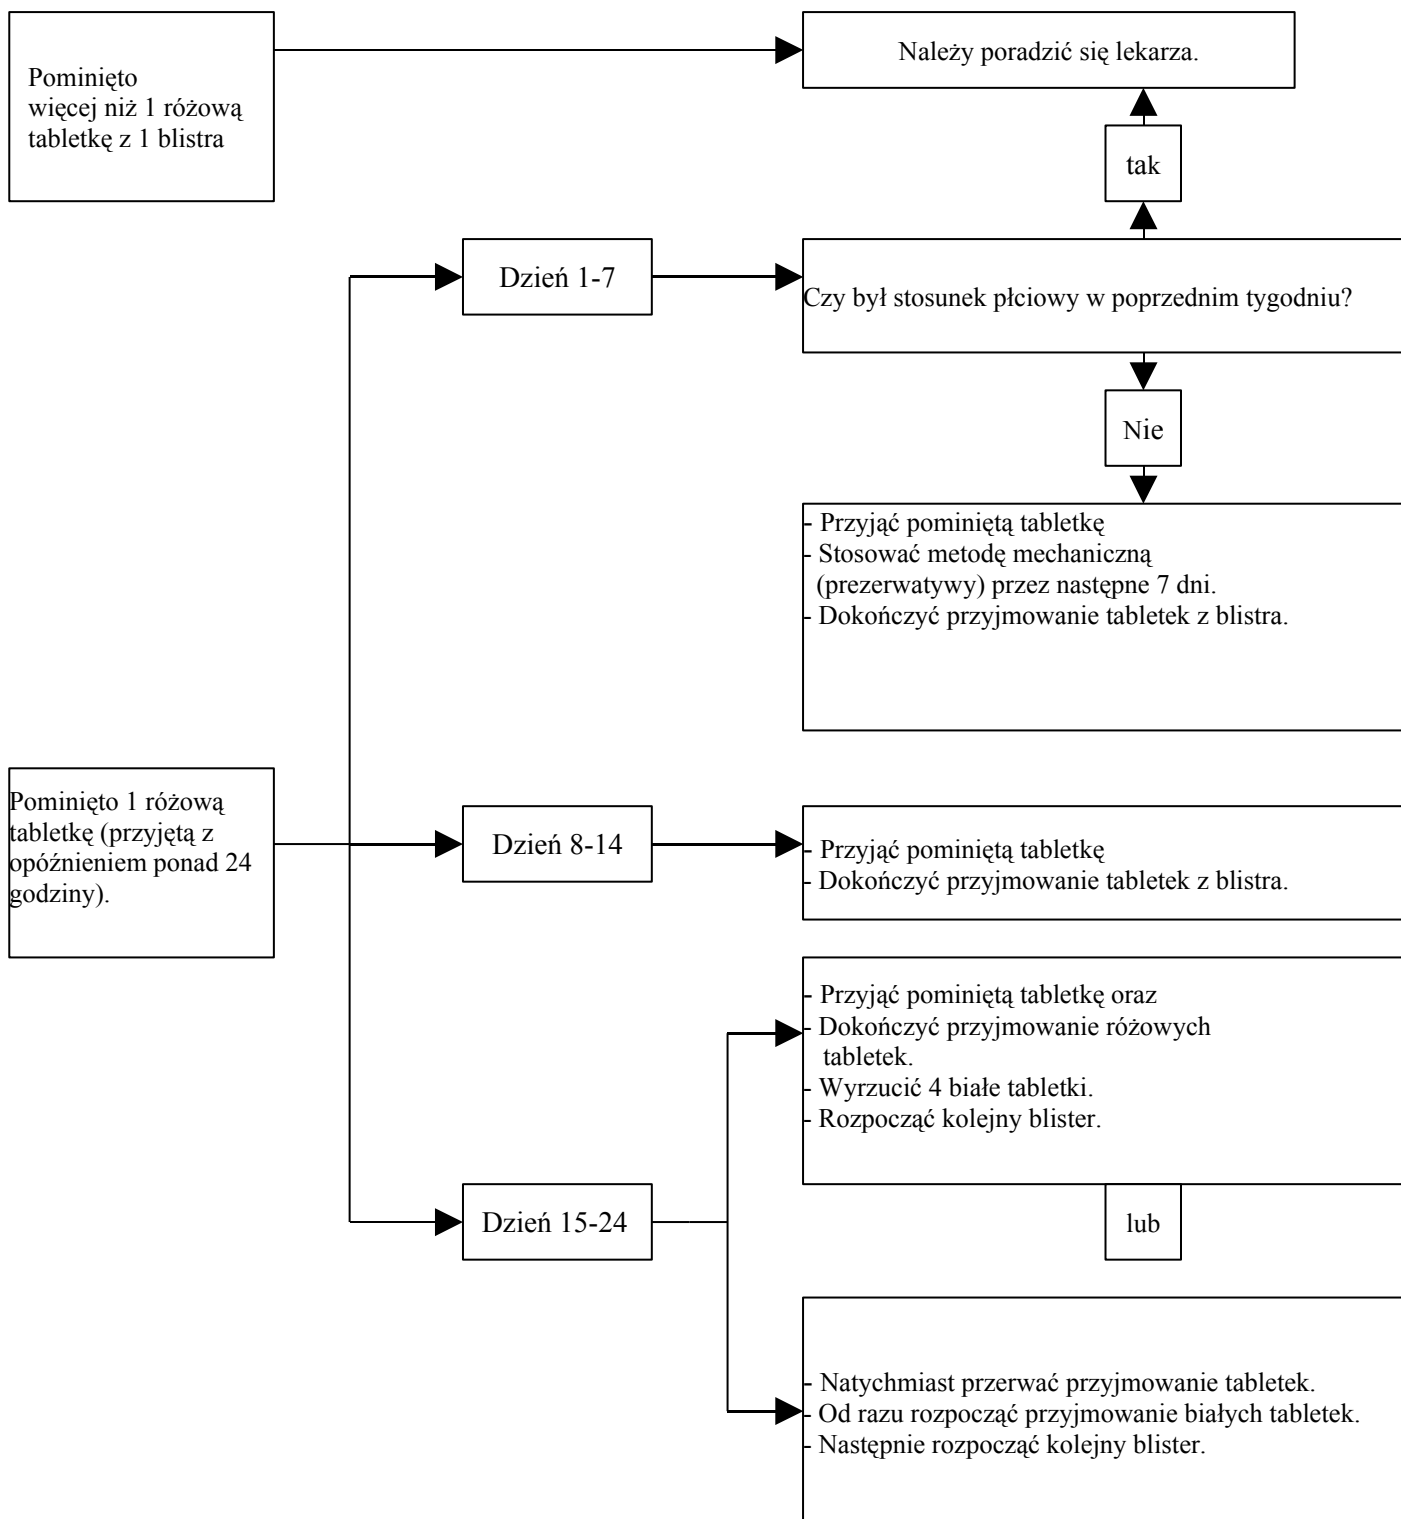 Pominięto
więcej niż 1 różową
tabletkę z 1 blistra
Należy poradzić się lekarza.
tak
Dzień 1-7
Czy był stosunek płciowy w poprzednim tygodniu?
Nie
- Przyjąć pominiętą tabletkę
- Stosować metodę mechaniczną
(prezerwatywy) przez następne 7 dni.
- Dokończyć przyjmowanie tabletek z blistra.
Pominięto 1 różową
tabletkę (przyjętą z
opóźnieniem ponad 24
godziny).
Dzień 8-14
- Przyjąć pominiętą tabletkę
- Dokończyć przyjmowanie tabletek z blistra.
Dzień 15-24
- Przyjąć pominiętą tabletkę oraz
- Dokończyć przyjmowanie różowych
tabletek.
- Wyrzucić 4 białe tabletki.
- Rozpocząć kolejny blister.
lub
- Natychmiast przerwać przyjmowanie tabletek.
- Od razu rozpocząć przyjmowanie białych tabletek.
- Następnie rozpocząć kolejny blister.